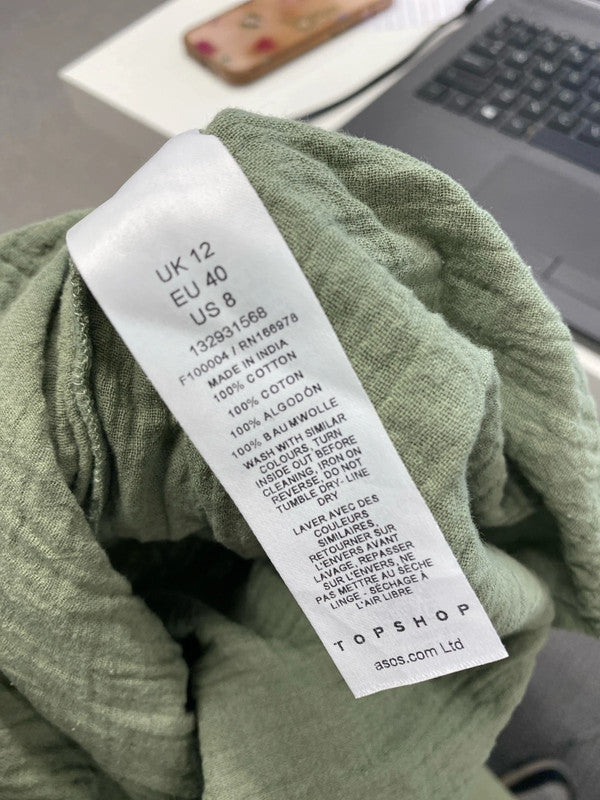 UK 12
EU 40
US 8
132931568
F100004 / RN166978
MADE IN INDIA
100% COTTON
100% COTON
100% ALGODÓN
100% BAUMWOLLE
WASH WITH SIMILAR
COLOURS, TURN
INSIDE OUT BEFORE
CLEANING, IRON ON
REVERSE, DO NOT
TUMBLE DRY- LINE
DRY
LAVER AVEC DES
COULEURS
SIMILAIRES,
RETOURNER SUR
L'ENVERS AVANT
LAVAGE, REPASSER
SUR L'ENVERS, NE
PAS METTRE AU SÈCHE
LINGE - SÉCHAGE À
L'AIR LIBRE
TOPSHOP
asos.com Ltd